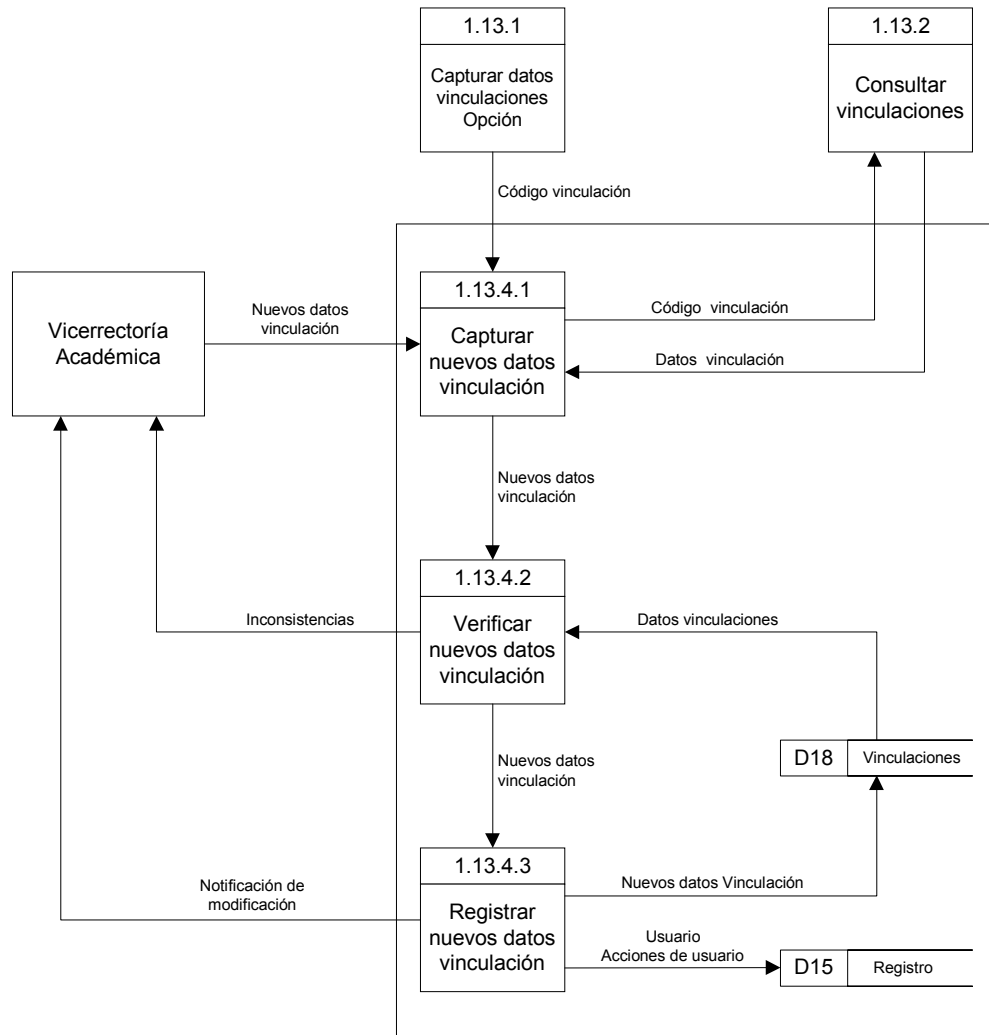 1.13.1
Capturar datos
vinculaciones
Opción
1.13.2
Consultar
vinculaciones
Código vinculación
Vicerrectoría
Académica
Nuevos datos
vinculación
1.13.4.1
Capturar
nuevos datos
vinculación
Código vinculación
Datos vinculación
Nuevos datos
vinculación
Inconsistencias
1.13.4.2
Verificar
nuevos datos
vinculación
Datos vinculaciones
Nuevos datos
vinculación
D18
Vinculaciones
Notificación de
modificación
1.13.4.3
Registrar
nuevos datos
vinculación
Nuevos datos Vinculación
Usuario
Acciones de usuario
D15
Registro